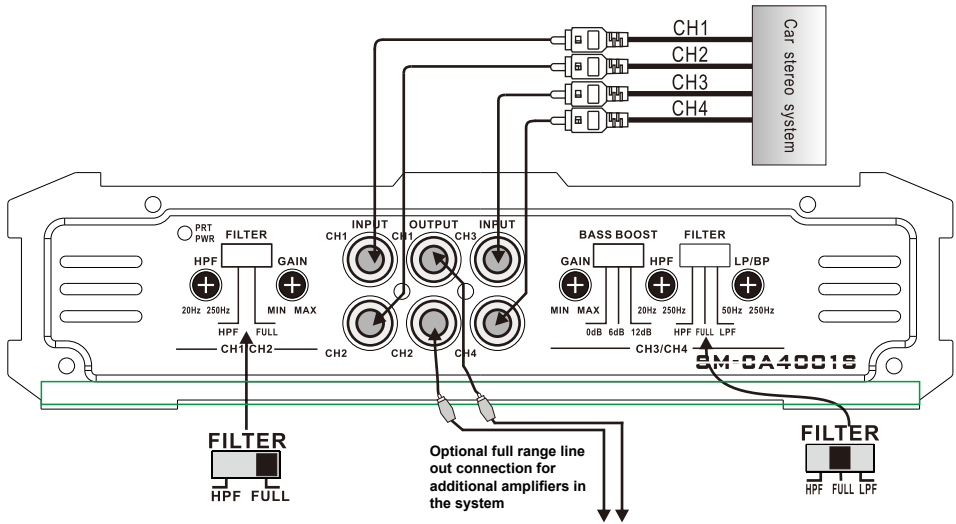 CH1
CH2
CH3
CH4
Car stereo system
PRT
PWR
FILTER
HPF
GAIN
20Hz 250Hz
MIN MAX
HPF FULL
CH1/CH2
INPUT OUTPUT INPUT
CH1 CH1 CH3
CH2 CH2 CH4
BASS BOOST FILTER
GAIN HPF LP/BP
MIN MAX 20Hz 250Hz 50Hz 250Hz
0dB 6dB 12dB HPF FULL LPF
CH3/CH4
SM-CA4001S
FILTER
HPF FULL
Optional full range line
out connection for
additional amplifiers in
the system
FILTER
HPF FULL LPF